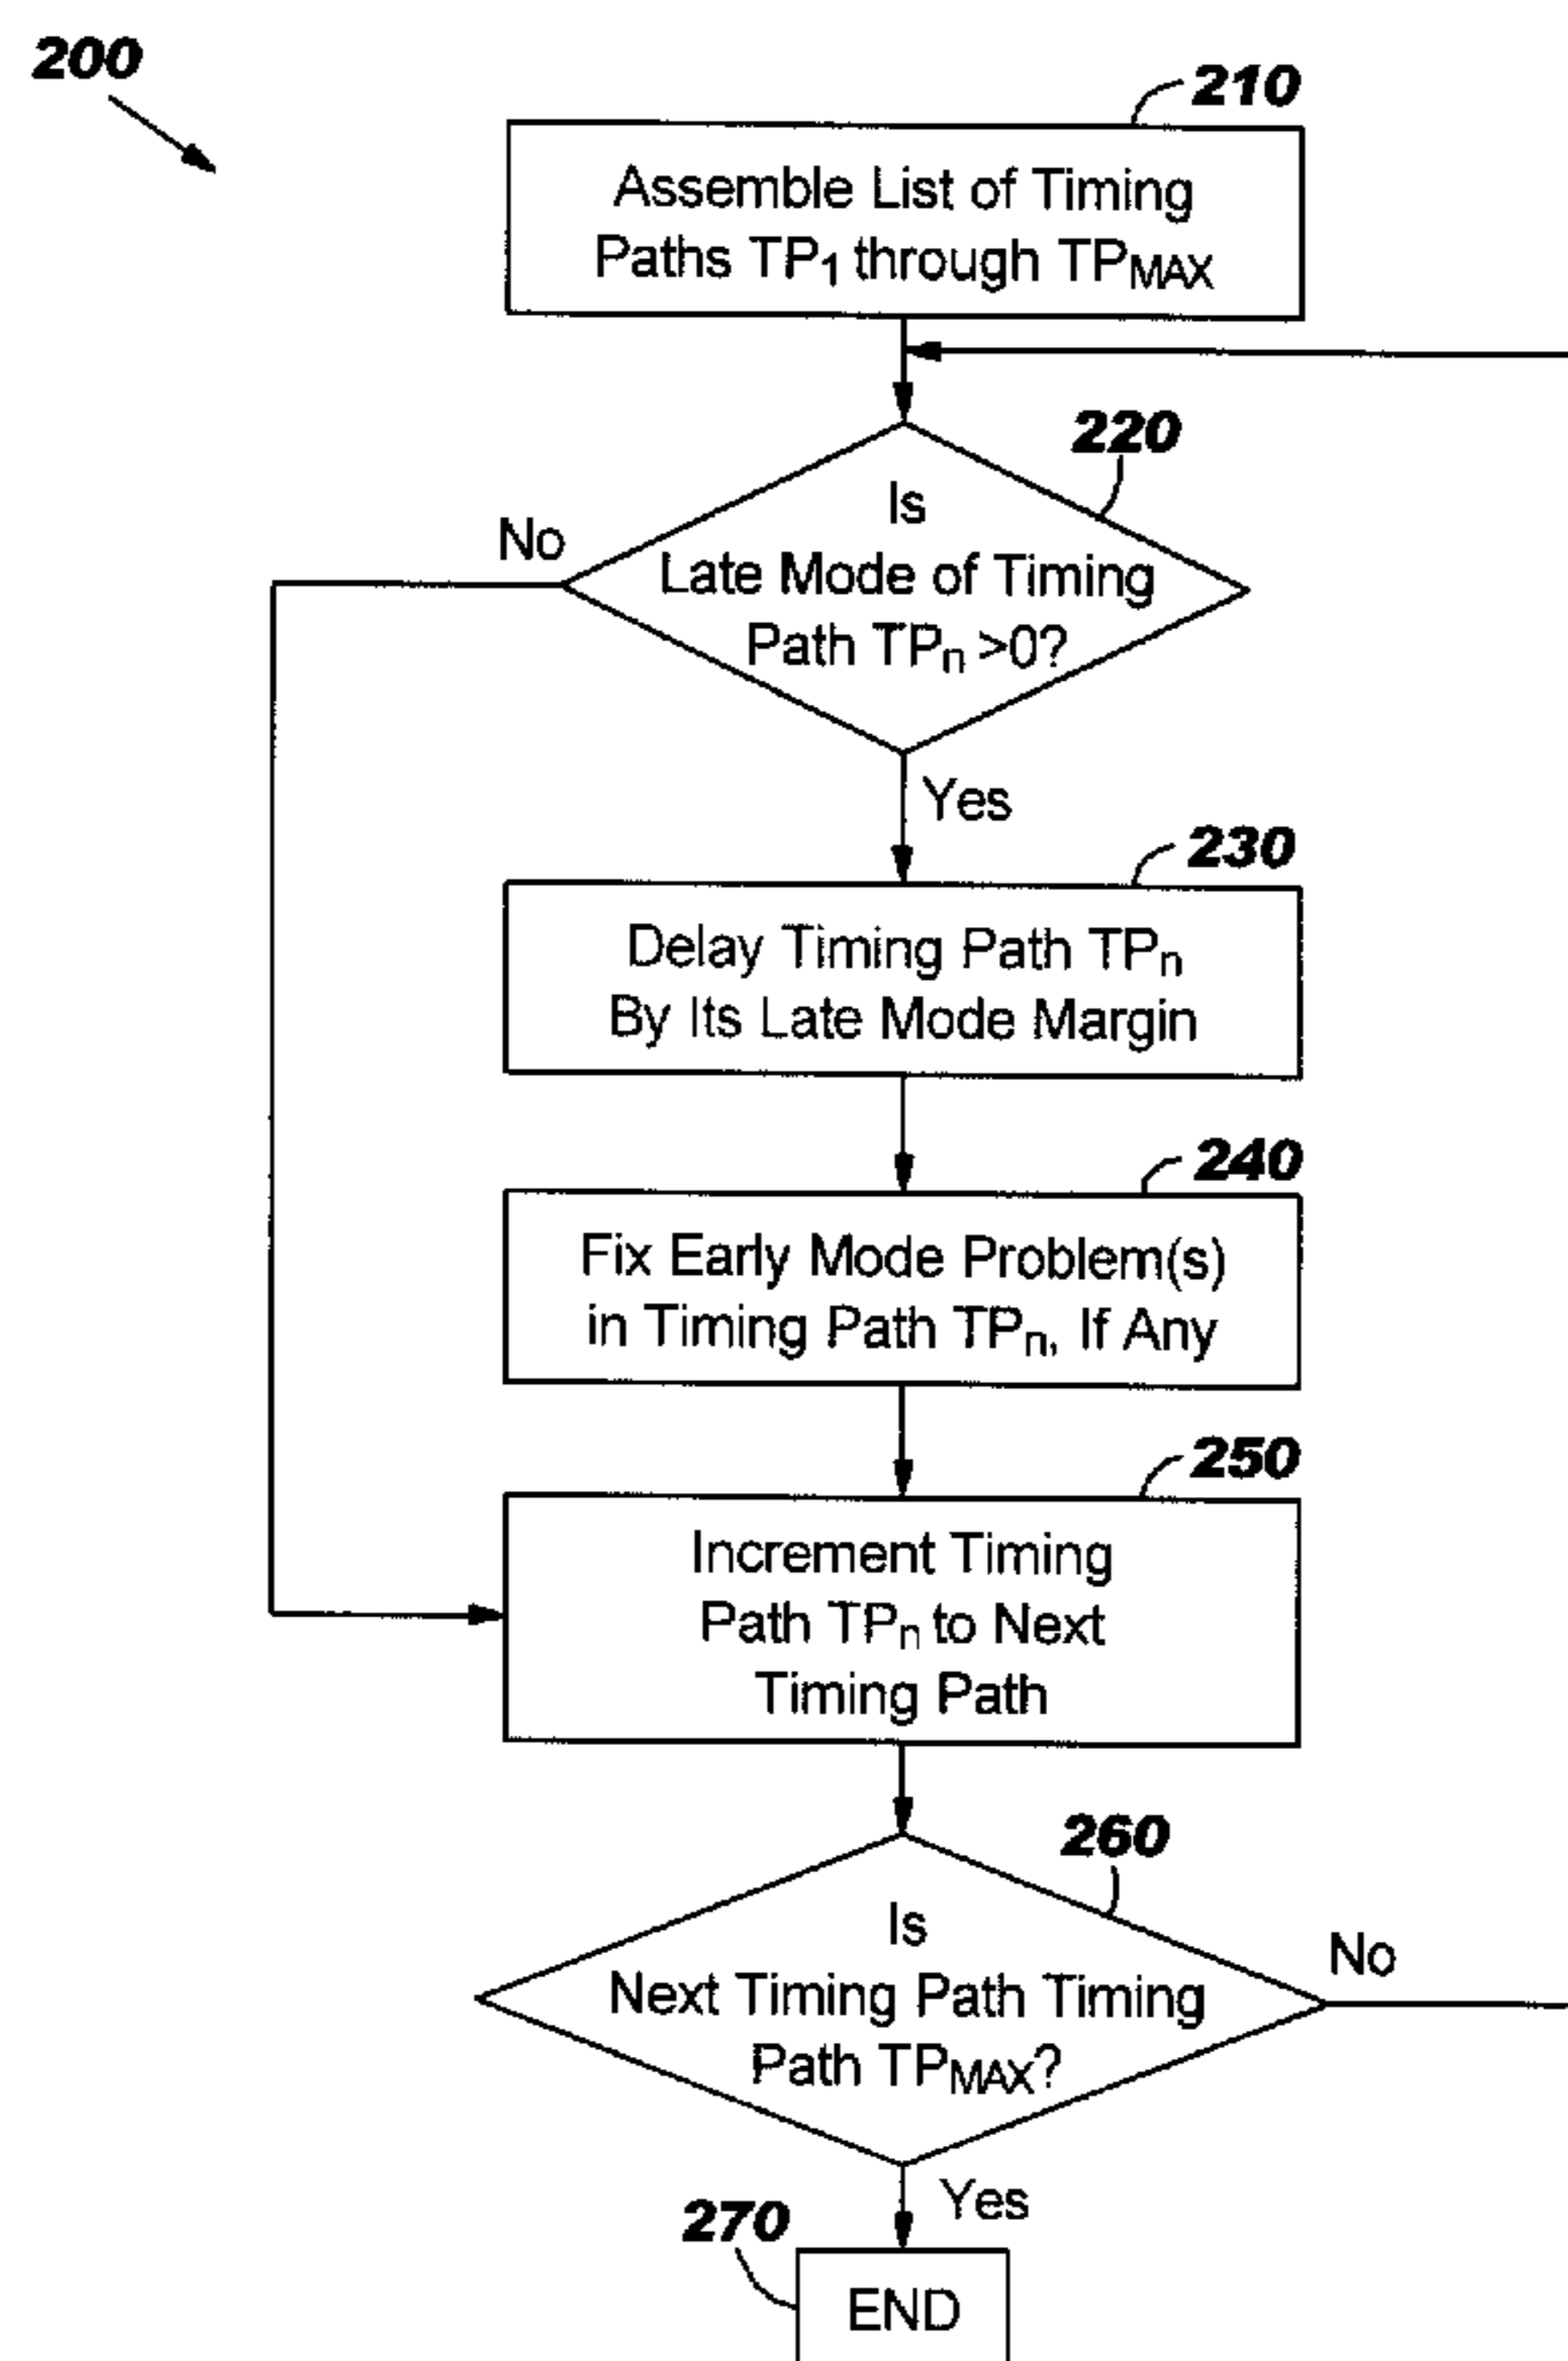 200
210
Assemble List of Timing
Paths TP1 through TPMAX
220
Is
Late Mode of Timing
Path TPn >0?
No
Yes
230
Delay Timing Path TPn
By Its Late Mode Margin
240
Fix Early Mode Problem(s)
in Timing Path TPn, If Any
250
Increment Timing
Path TPn to Next
Timing Path
260
Is
Next Timing Path Timing
Path TPMAX?
No
Yes
270
END